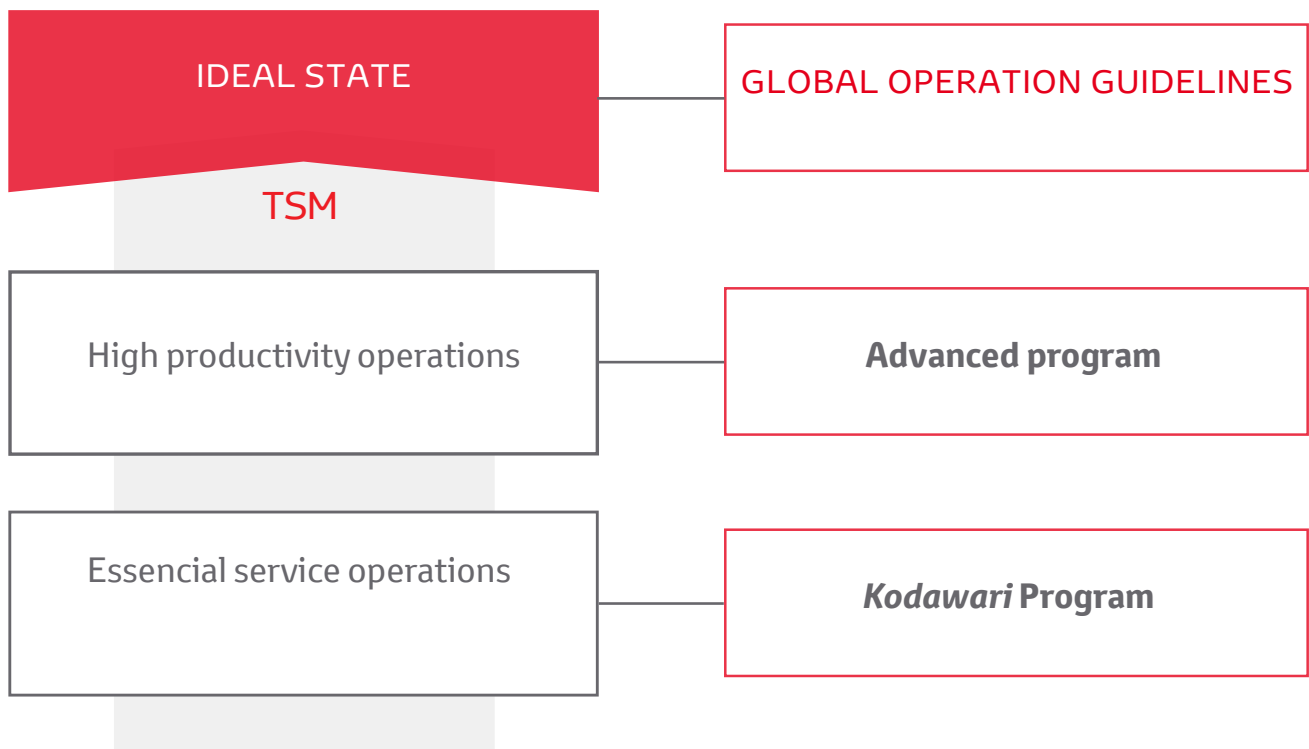 IDEAL STATE
GLOBAL OPERATION GUIDELINES
TSM
High productivity operations
Advanced program
Essencial service operations
Kodawari Program